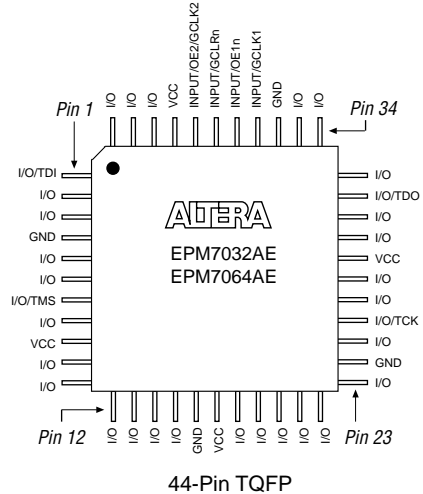 I/O
I/O
I/O
VCC
INPUT/OE2/GCLK2
INPUT/GCLRn
INPUT/OE1n
INPUT/GCLK1
GND
I/O
I/O
Pin 1
Pin 34
I/O/TDI
I/O
I/O
GND
I/O
I/O
I/O/TMS
I/O
VCC
I/O
I/O
ALTERA
EPM7032AE
EPM7064AE
I/O
I/O/TDO
I/O
I/O
VCC
I/O
I/O
I/O/TCK
I/O
GND
I/O
Pin 12
Pin 23
I/O
I/O
I/O
I/O
GND
VCC
I/O
I/O
I/O
I/O
I/O
44-Pin TQFP